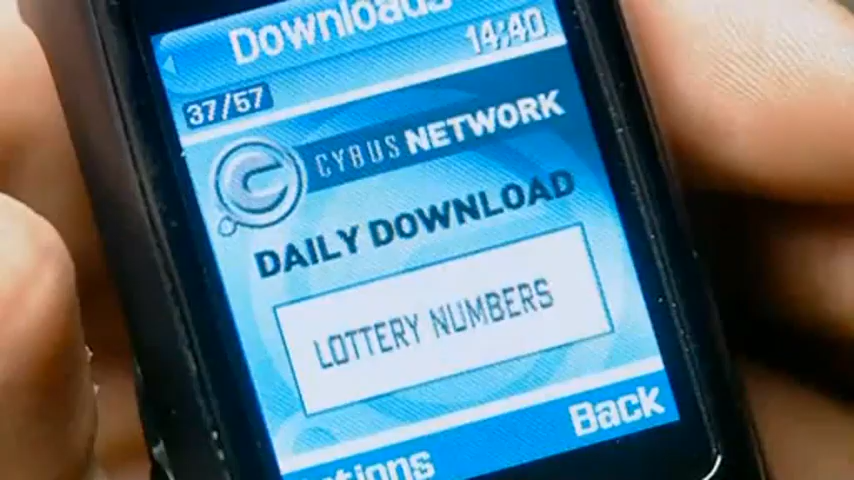 Downloads
14:40
37/57
CYBUS NETWORK
DAILY DOWNLOAD
LOTTERY NUMBERS
Back